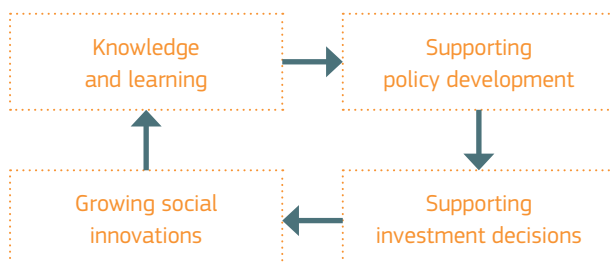 Knowledge
and learning
Supporting
policy development
Growing social
innovations
Supporting
investment decisions